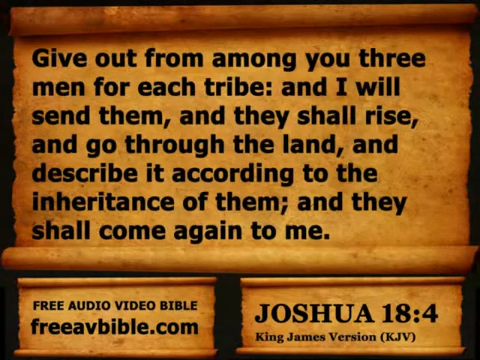 Give out from among you three
men for each tribe: and I will
send them, and they shall rise,
and go through the land, and
describe it according to the
inheritance of them; and they
shall come again to me.
FREE AUDIO VIDEO BIBLE
freeavbible.com
JOSHUA 18:4
King James Version (KJV)